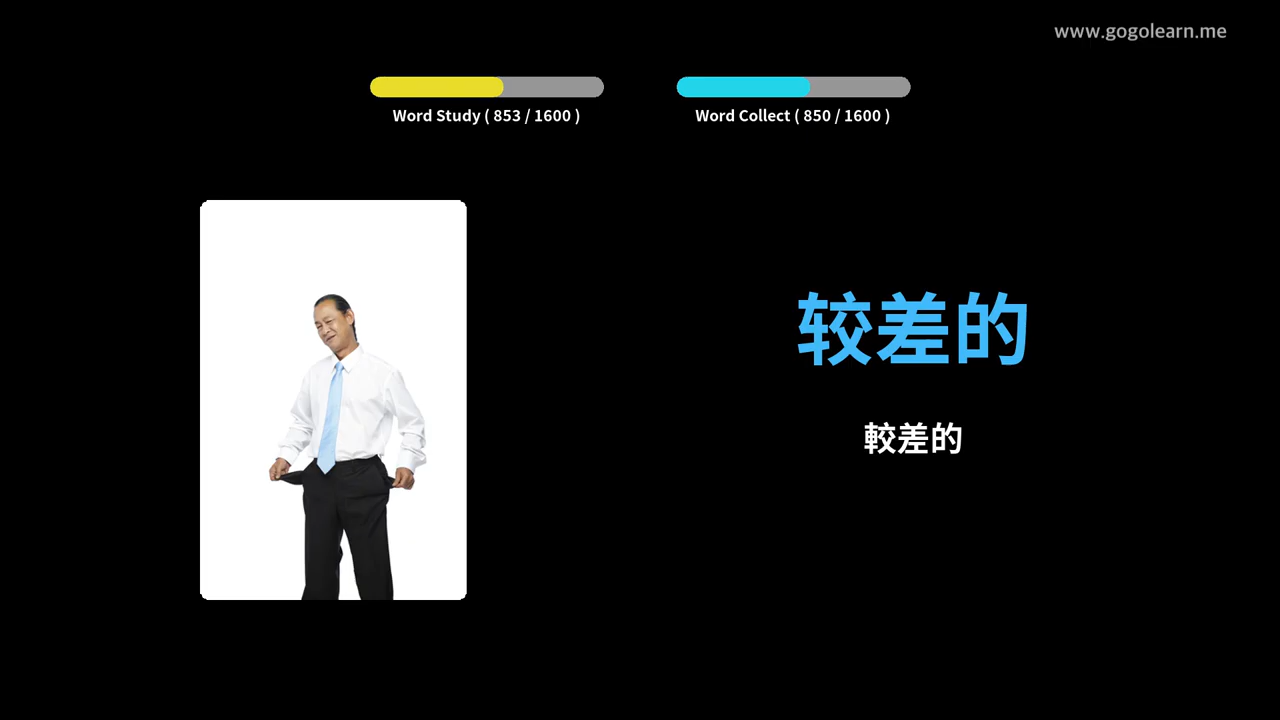 www.gogolearn.me
Word Study ( 853 / 1600 )
Word Collect ( 850 / 1600 )
较差的
較差的